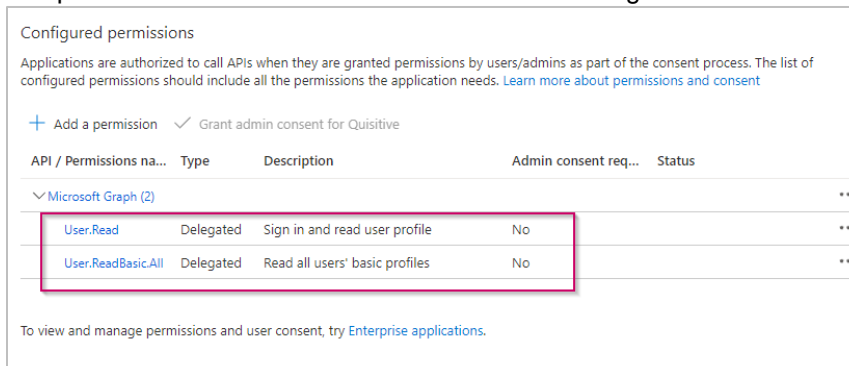 Configured permissions
Applications are authorized to call APIs when they are granted permissions by users/admins as part of the consent process. The list of
configured permissions should include all the permissions the application needs. Learn more about permissions and consent
Add a permission Grant admin consent for Quisitive
API / Permissions na... Type Description Admin consent req... Status
Microsoft Graph (2)
User.Read Delegated Sign in and read user profile No
User.ReadBasic.All Delegated Read all users' basic profiles No
To view and manage permissions and user consent, try Enterprise applications.